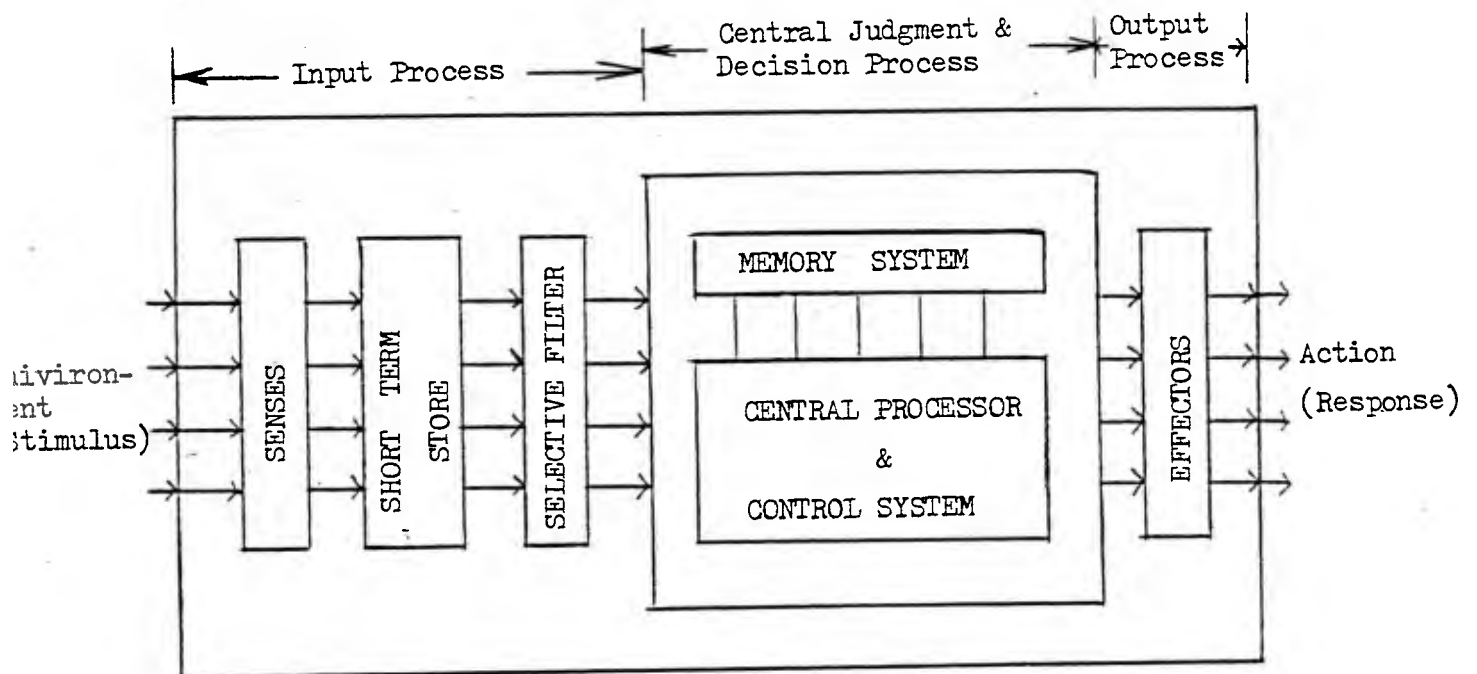 Central Judgment &
Decision Process
Output
Process
Input Process
MEMORY SYSTEM
SENSES
SHORT TERM
STORE
SELECTIVE FILTER
CENTRAL PROCESSOR
&
CONTROL SYSTEM
EFFECTORS
Stimulus)
Action
(Response)